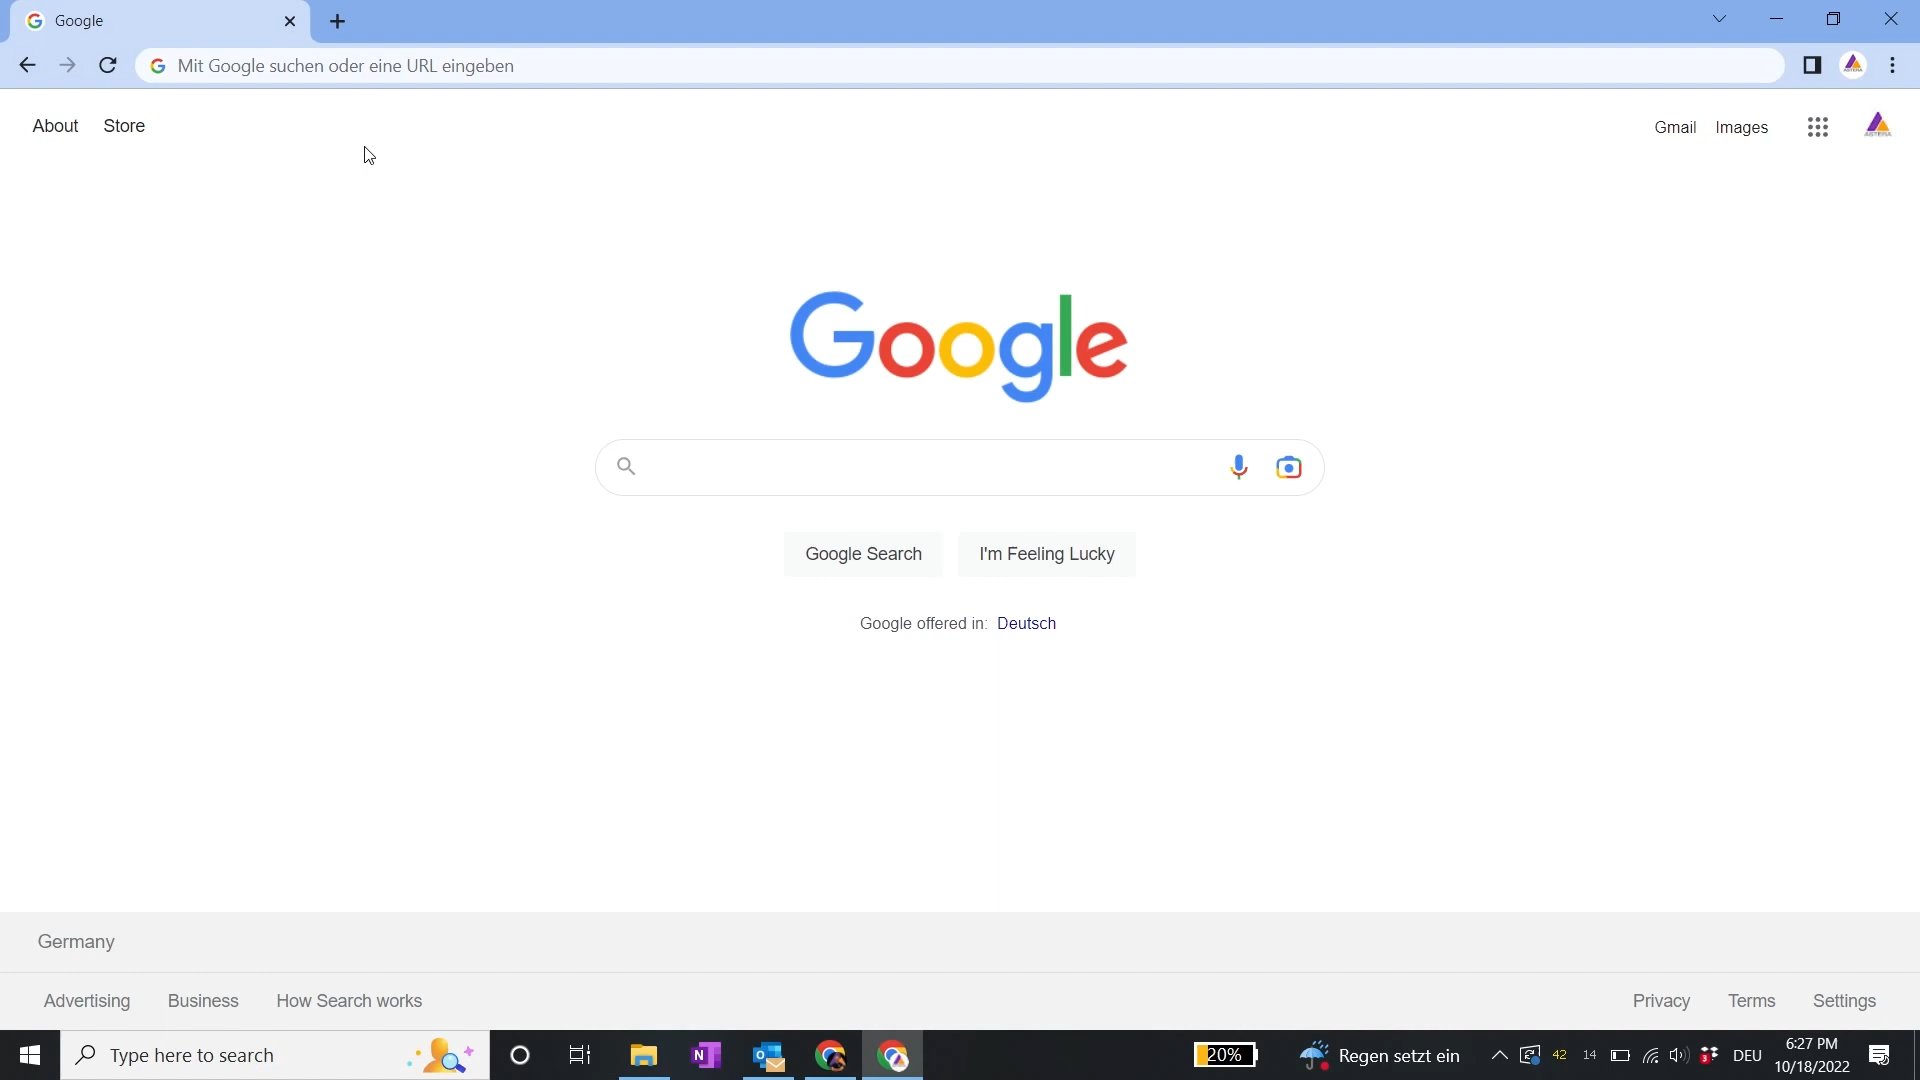 Google
Mit Google suchen oder eine URL eingeben
About Store
Gmail Images
ASTERA
Google
Google Search I'm Feeling Lucky
Google offered in: Deutsch
Germany
Advertising Business How Search works
Privacy Terms Settings
Type here to search
20% Regen setzt ein 42 14 3 DEU
6:27 PM
10/18/2022